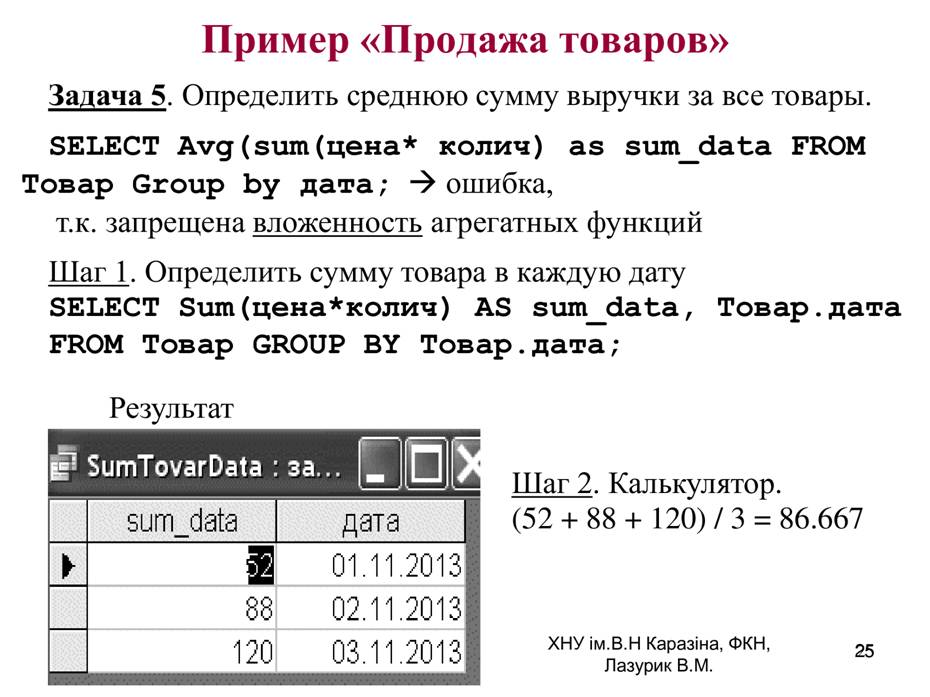 Пример «Продажа товаров»
Задача 5. Определить среднюю сумму выручки за все товары.
SELECT Avg(sum(цена* колич) as sum_data FROM
Товар Group by дата; → ошибка,
т.к. запрещена вложенность агрегатных функций
Шаг 1. Определить сумму товара в каждую дату
SELECT Sum(цена*колич) AS sum_data, Товар.дата
FROM Товар GROUP BY Товар.дата;
Результат
SumTovarData : за...
sum_data дата
52 01.11.2013
88 02.11.2013
120 03.11.2013
Шаг 2. Калькулятор.
(52 + 88 + 120) / 3 = 86.667
ХНУ ім.В.Н Каразіна, ФКН,
Лазурик В.М.
25